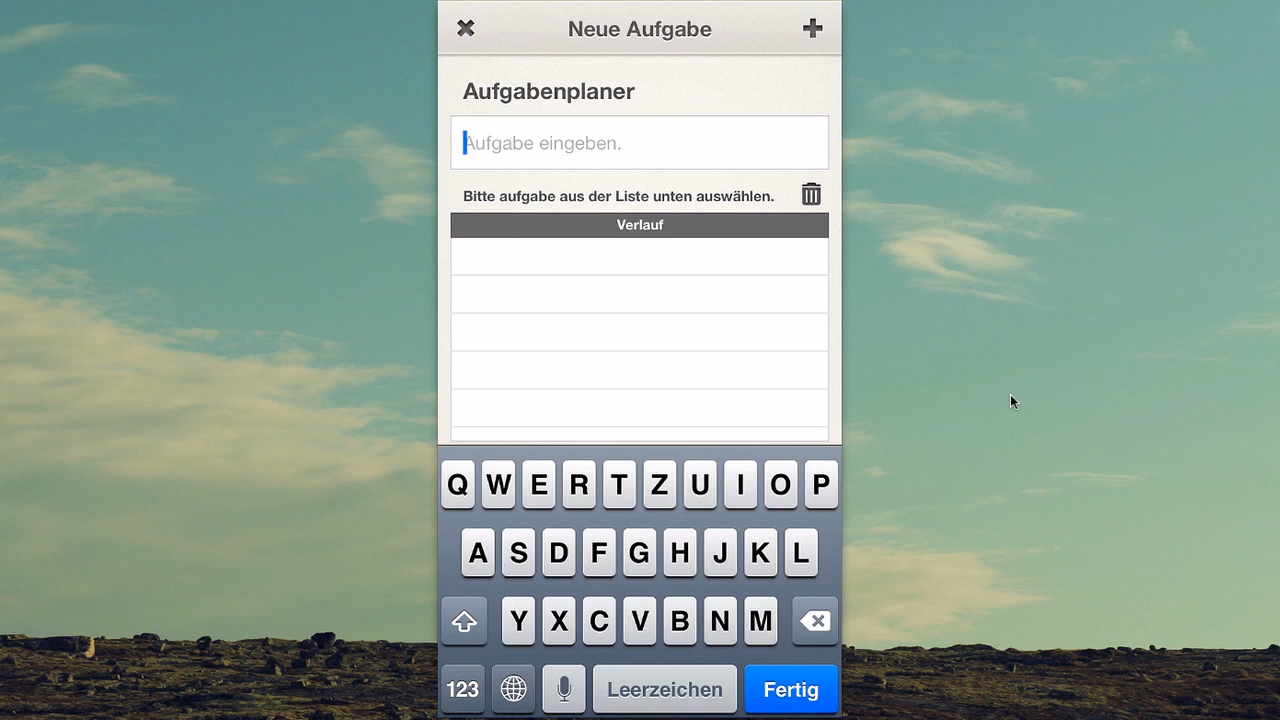 Neue Aufgabe
Aufgabenplaner
Aufgabe eingeben.
Bitte aufgabe aus der Liste unten auswählen.
Verlauf
Q W E R T Z U I O P
A S D F G H J K L
Y X C V B N M
123 Leerzeichen Fertig